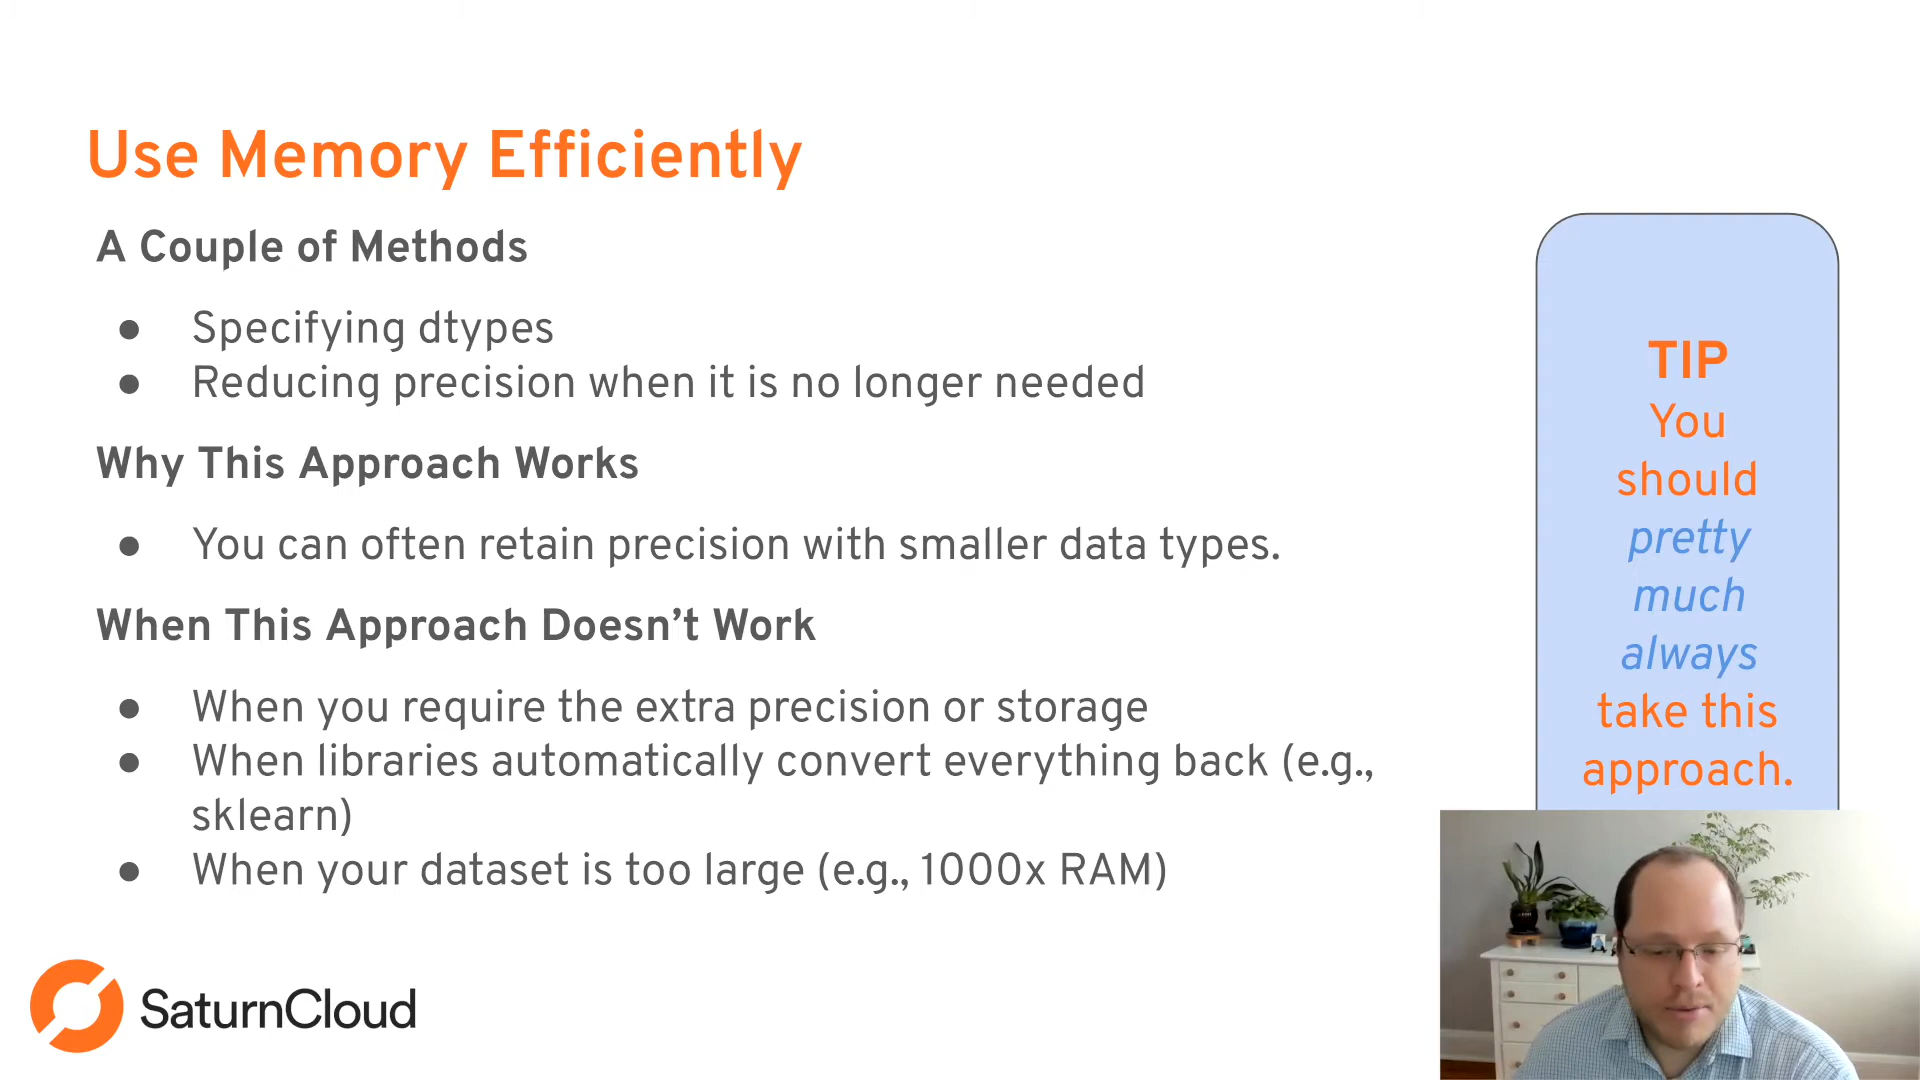 Use Memory Efficiently
A Couple of Methods
● Specifying dtypes
● Reducing precision when it is no longer needed
Why This Approach Works
● You can often retain precision with smaller data types.
When This Approach Doesn’t Work
● When you require the extra precision or storage
● When libraries automatically convert everything back (e.g.,
sklearn)
● When your dataset is too large (e.g., 1000x RAM)
TIP
You
should
pretty
much
always
take this
approach.
SaturnCloud